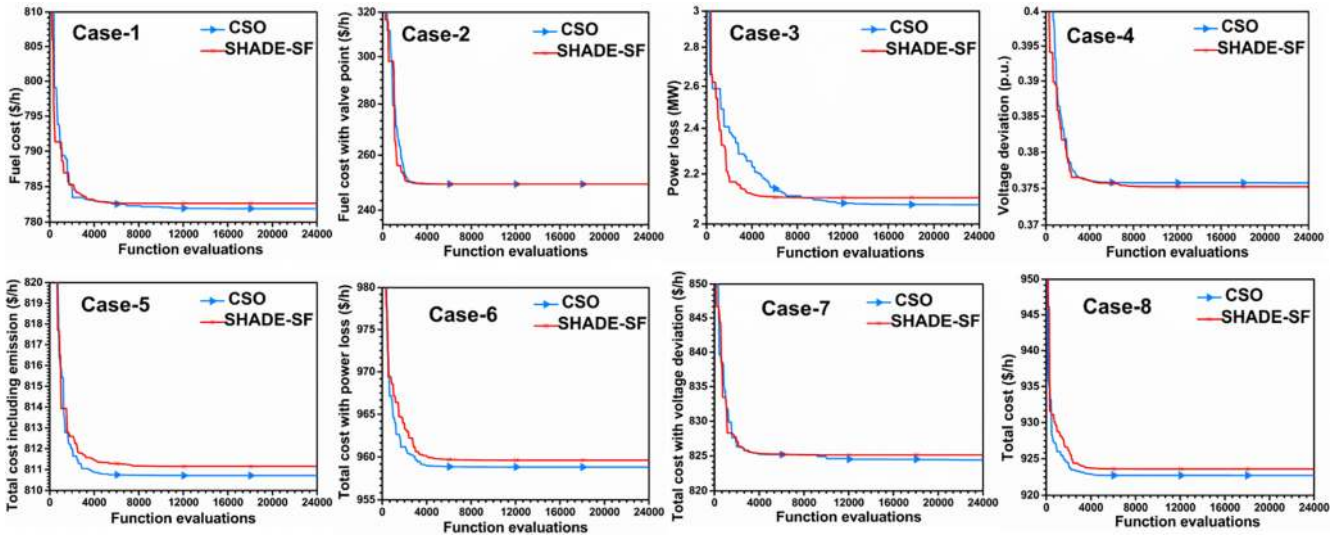 Case-1
CSO
SHADE-SF
Fuel cost ($/h)
810
805
800
795
790
785
782
780
0 4000 8000 12000 16000 20000 24000
Function evaluations
Case-2
CSO
SHADE-SF
Fuel cost with valve point ($/h)
320
300
280
260
250
240
0 4000 8000 12000 16000 20000 24000
Function evaluations
Case-3
CSO
SHADE-SF
Power loss (MW)
3
2.8
2.6
2.4
2.2
2.1
2
0 4000 8000 12000 16000 20000 24000
Function evaluations
Case-4
CSO
SHADE-SF
Voltage deviation (p.u.)
0.4
0.395
0.39
0.385
0.38
0.375
0.37
0 4000 8000 12000 16000 20000 24000
Function evaluations
Case-5
CSO
SHADE-SF
Total cost including emission ($/h)
820
819
818
817
816
815
814
813
812
811
810
0 4000 8000 12000 16000 20000 24000
Function evaluations
Case-6
CSO
SHADE-SF
Total cost with power loss ($/h)
980
975
970
965
960
955
0 4000 8000 12000 16000 20000 24000
Function evaluations
Case-7
CSO
SHADE-SF
Total cost with voltage deviation ($/h)
850
845
840
835
830
825
820
0 4000 8000 12000 16000 20000 24000
Function evaluations
Case-8
CSO
SHADE-SF
Total cost ($/h)
950
945
940
935
930
925
920
0 4000 8000 12000 16000 20000 24000
Function evaluations